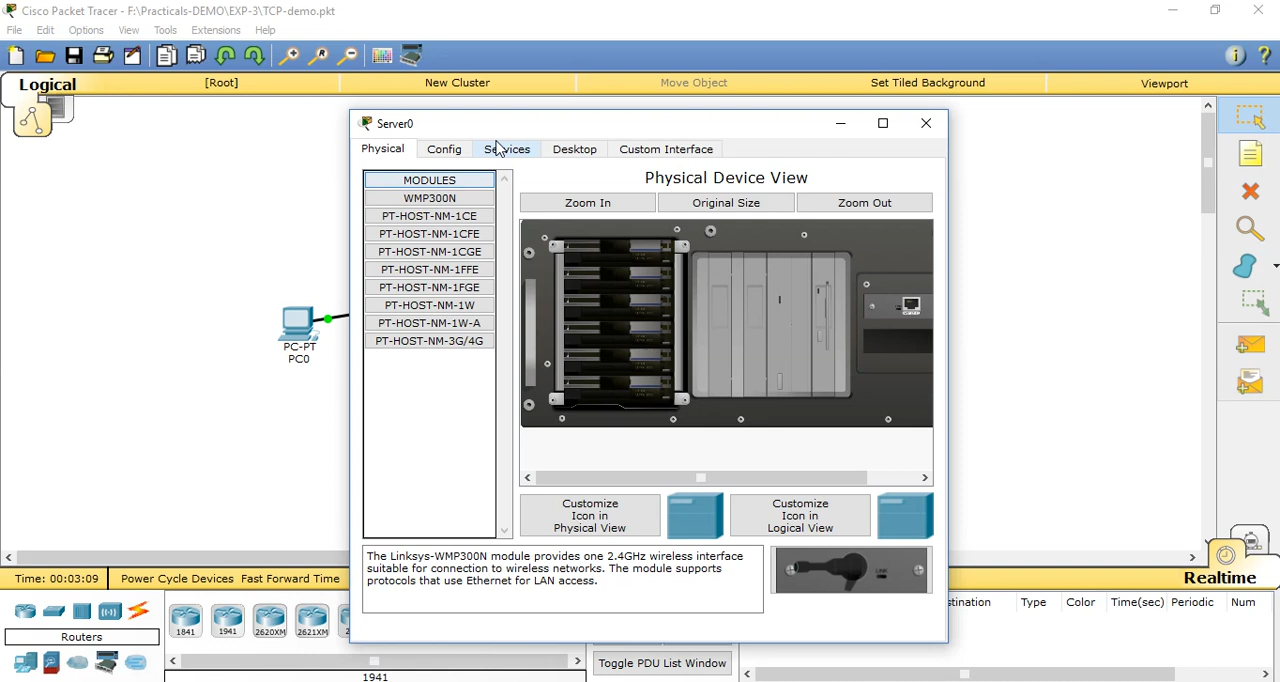 Cisco Packet Tracer - F:\Practicals-DEMO\EXP-3\TCP-demo.pkt
File Edit Options View Tools Extensions Help
Logical [Root] New Cluster Move Object Set Tiled Background Viewport
Server0
Physical Config Services Desktop Custom Interface
MODULES
WMP300N
PT-HOST-NM-1CE
PT-HOST-NM-1CFE
PT-HOST-NM-1CGE
PT-HOST-NM-1FFE
PT-HOST-NM-1FGE
PT-HOST-NM-1W
PT-HOST-NM-1W-A
PT-HOST-NM-3G/4G
Physical Device View
Zoom In Original Size Zoom Out
Customize
Icon in
Physical View
Customize
Icon in
Logical View
The Linksys-WMP300N module provides one 2.4GHz wireless interface
suitable for connection to wireless networks. The module supports
protocols that use Ethernet for LAN access.
PC-PT
PC0
Time: 00:03:09 Power Cycle Devices Fast Forward Time
Realtime
Routers
1841 1941 2620XM 2621XM
1941
Toggle PDU List Window
stination Type Color Time(sec) Periodic Num